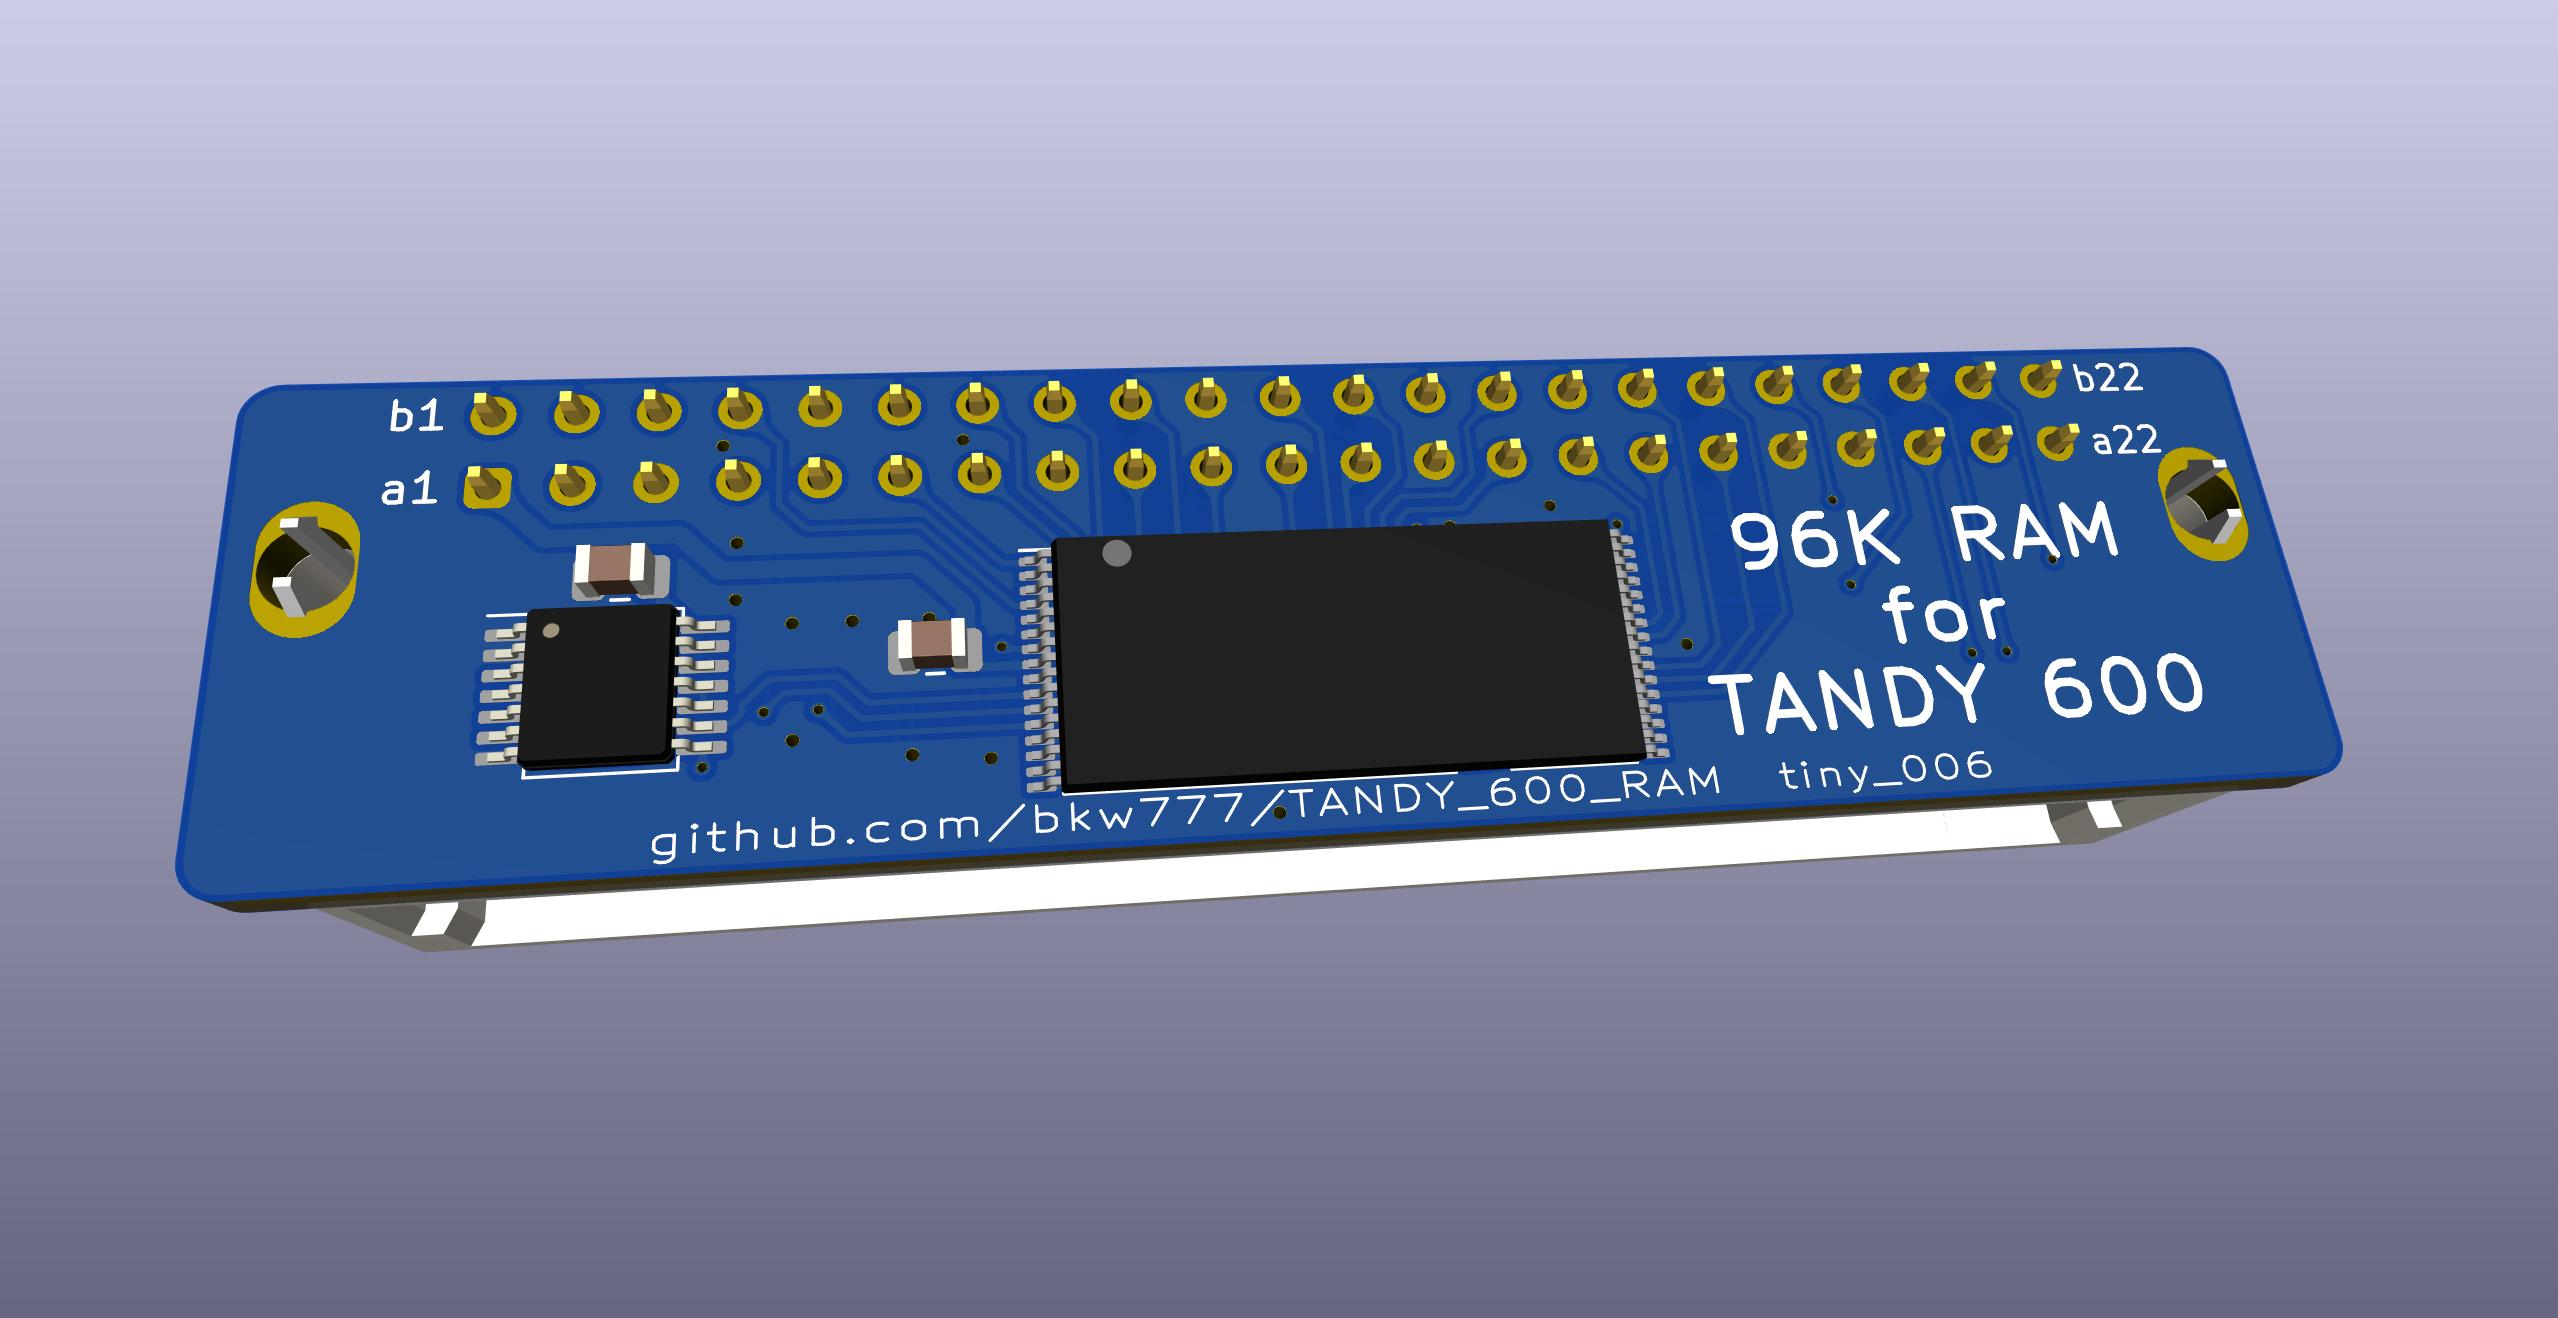 b1 b22
a1 a22
96K RAM
for
TANDY 600
github.com/bkw777/TANDY_600_RAM tiny_006